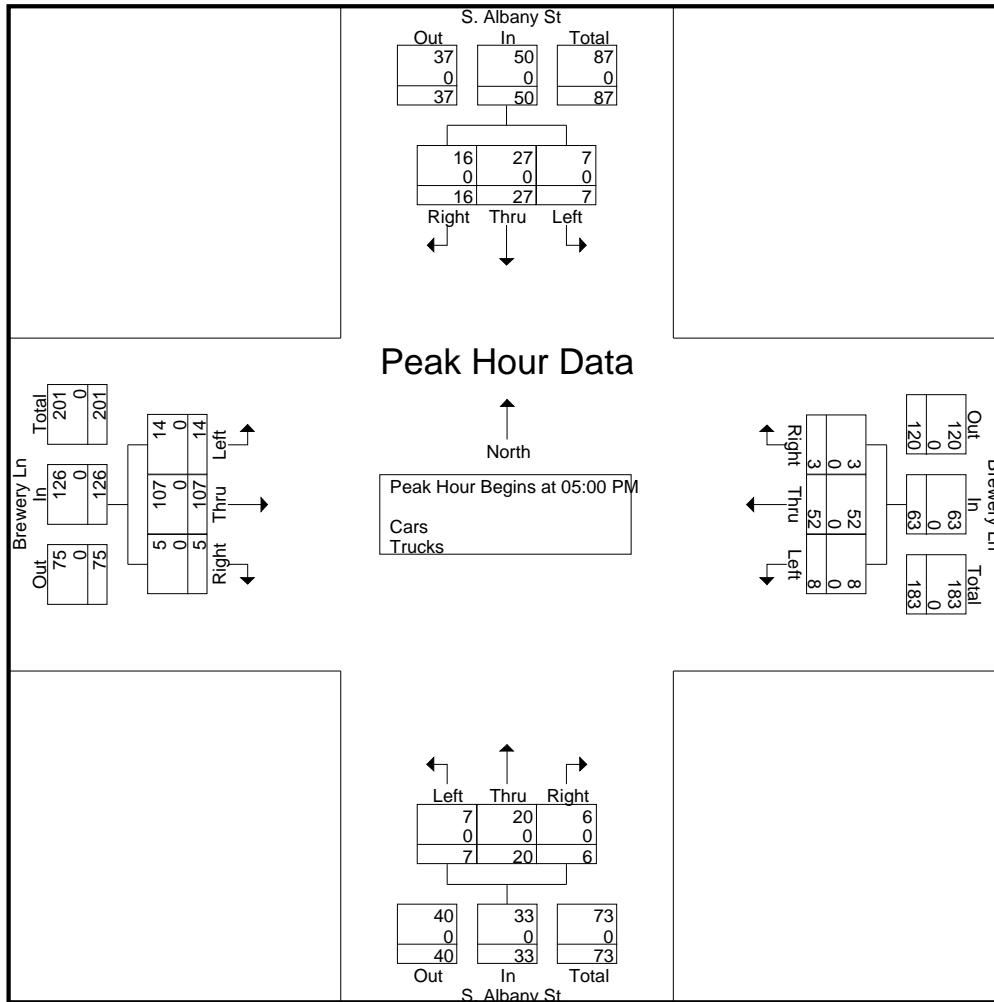 S. Albany St
Out In Total
37 50 87
0 0 0
37 50 87
16 27 7
0 0 0
16 27 7
Right Thru Left
Peak Hour Data
North
Peak Hour Begins at 05:00 PM
Cars
Trucks
Brewery Ln
Out In Total
75 126 201
0 0 0
75 126 201
5 107 14
0 0 0
5 107 14
Right Thru Left
Brewery Ln
Out In Total
120 63 183
0 0 0
120 63 183
3 52 8
0 0 0
3 52 8
Right Thru Left
Left Thru Right
7 20 6
0 0 0
7 20 6
40 33 73
0 0 0
40 33 73
Out In Total
S. Albany St